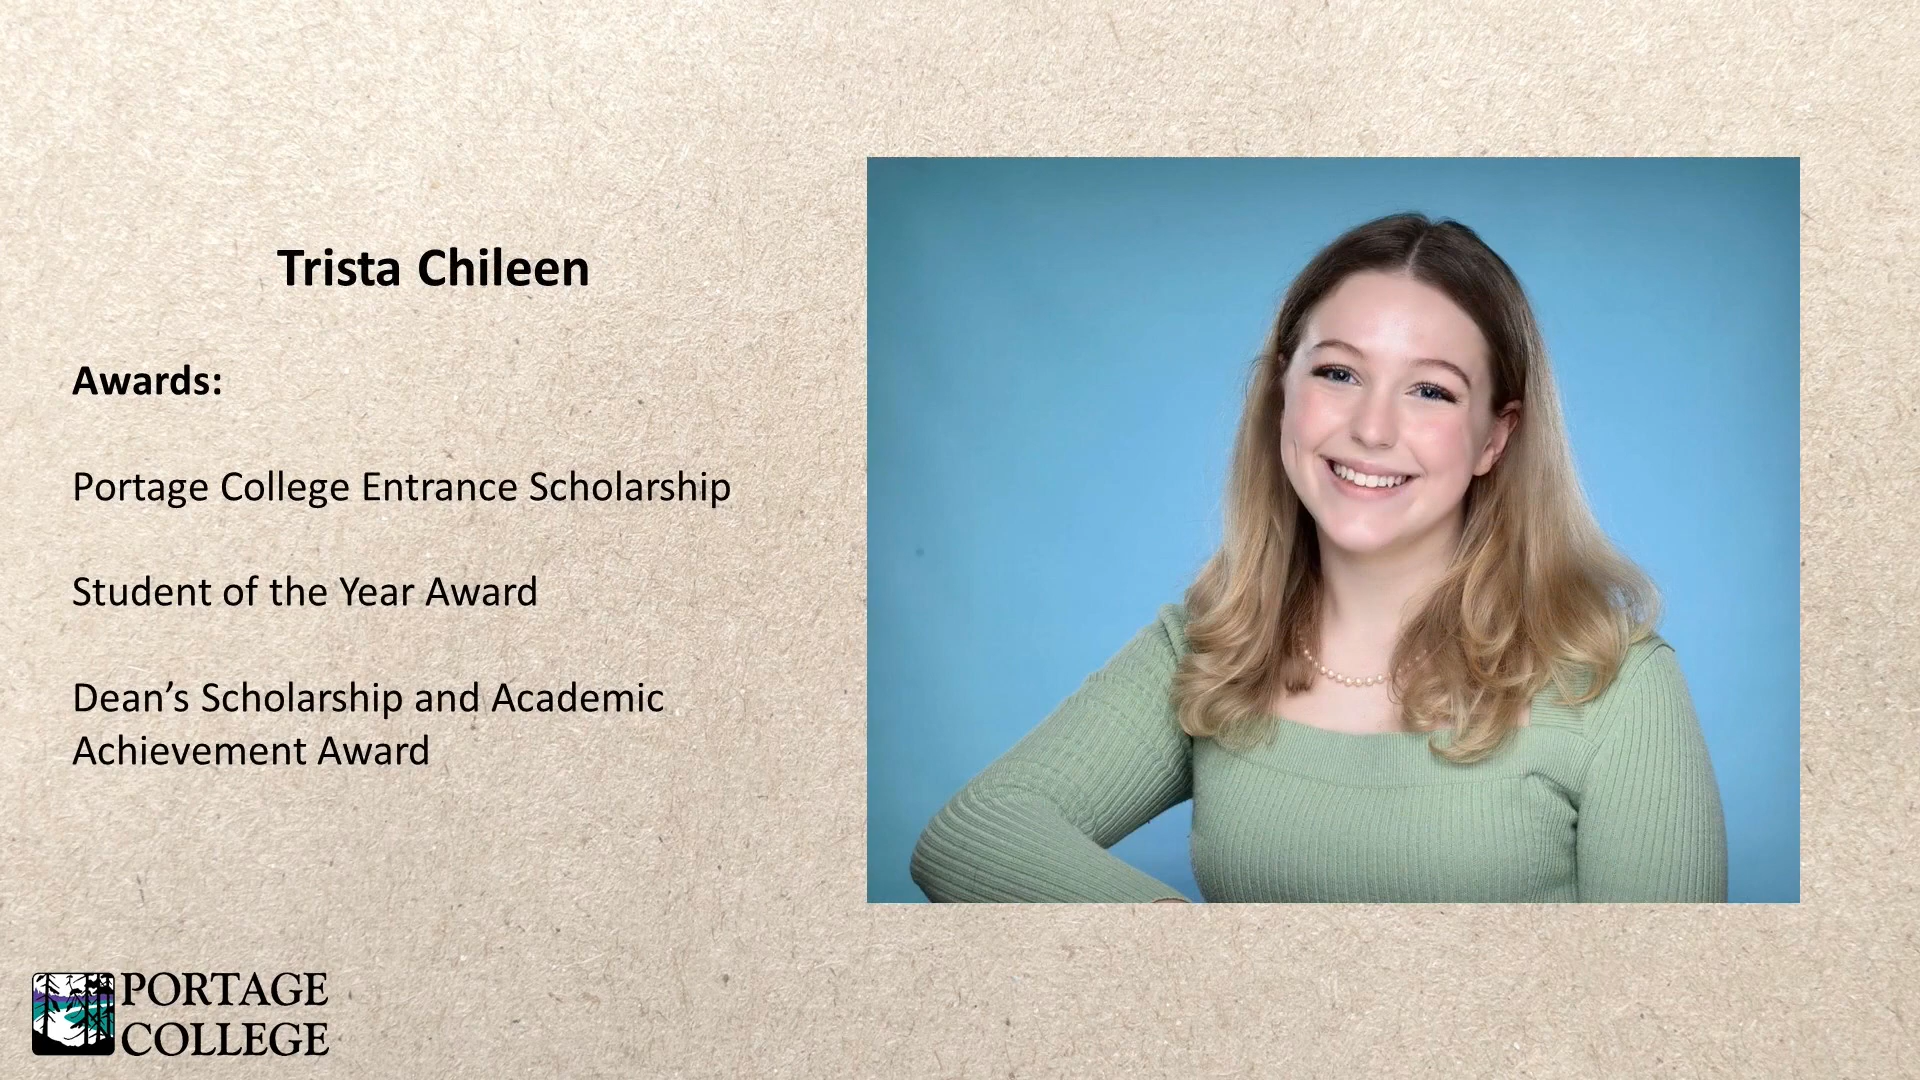 Trista Chileen
Awards:
Portage College Entrance Scholarship
Student of the Year Award
Dean’s Scholarship and Academic
Achievement Award
PORTAGE
COLLEGE